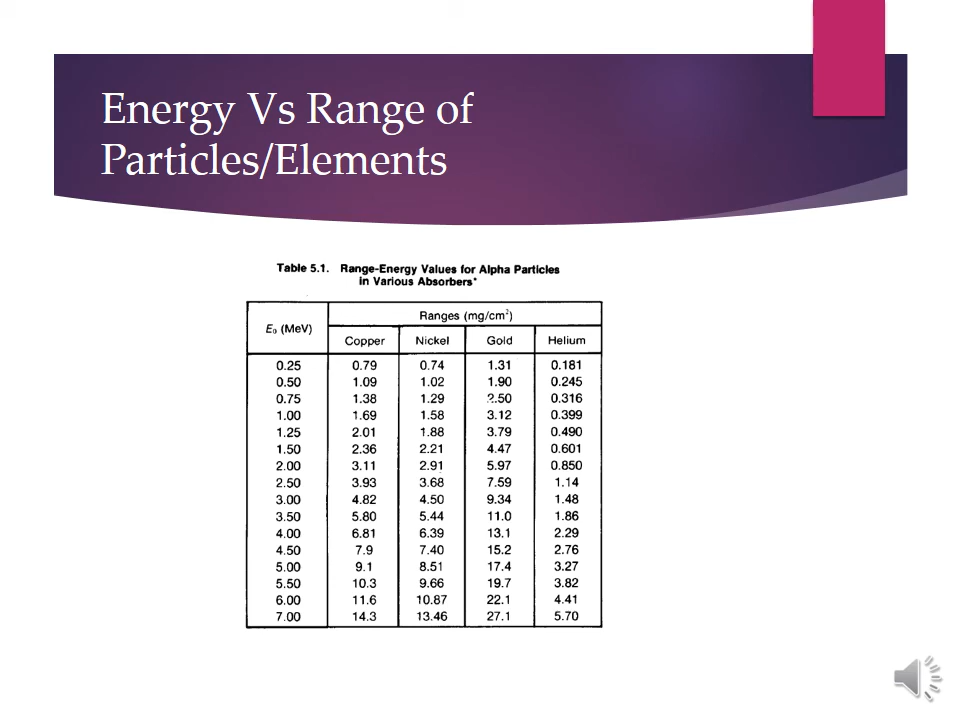 Energy Vs Range of
Particles/Elements
Table 5.1. Range-Energy Values for Alpha Particles
in Various Absorbers*
E₀ (MeV) Ranges (mg/cm²)
Copper Nickel Gold Helium
0.25 0.79 0.74 1.31 0.181
0.50 1.09 1.02 1.90 0.245
0.75 1.38 1.29 2.50 0.316
1.00 1.69 1.58 3.12 0.399
1.25 2.01 1.88 3.79 0.490
1.50 2.36 2.21 4.47 0.601
2.00 3.11 2.91 5.97 0.850
2.50 3.93 3.68 7.59 1.14
3.00 4.82 4.50 9.34 1.48
3.50 5.80 5.44 11.0 1.86
4.00 6.81 6.39 13.1 2.29
4.50 7.9 7.40 15.2 2.76
5.00 9.1 8.51 17.4 3.27
5.50 10.3 9.66 19.7 3.82
6.00 11.6 10.87 22.1 4.41
7.00 14.3 13.46 27.1 5.70